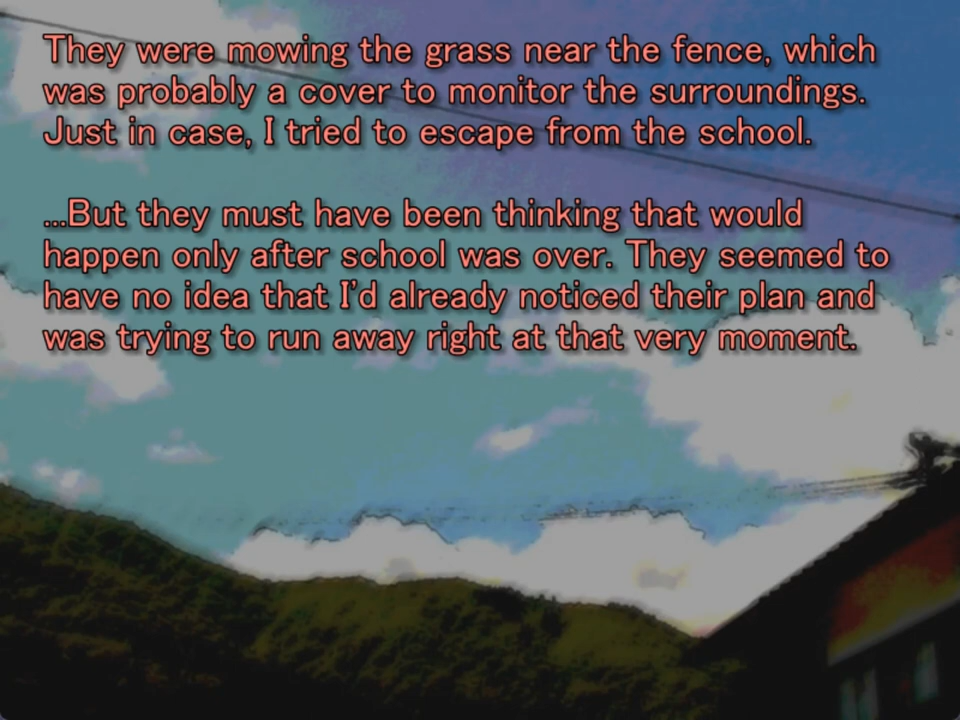 They were mowing the grass near the fence, which
was probably a cover to monitor the surroundings.
Just in case, I tried to escape from the school.
...But they must have been thinking that would
happen only after school was over. They seemed to
have no idea that I'd already noticed their plan and
was trying to run away right at that very moment.